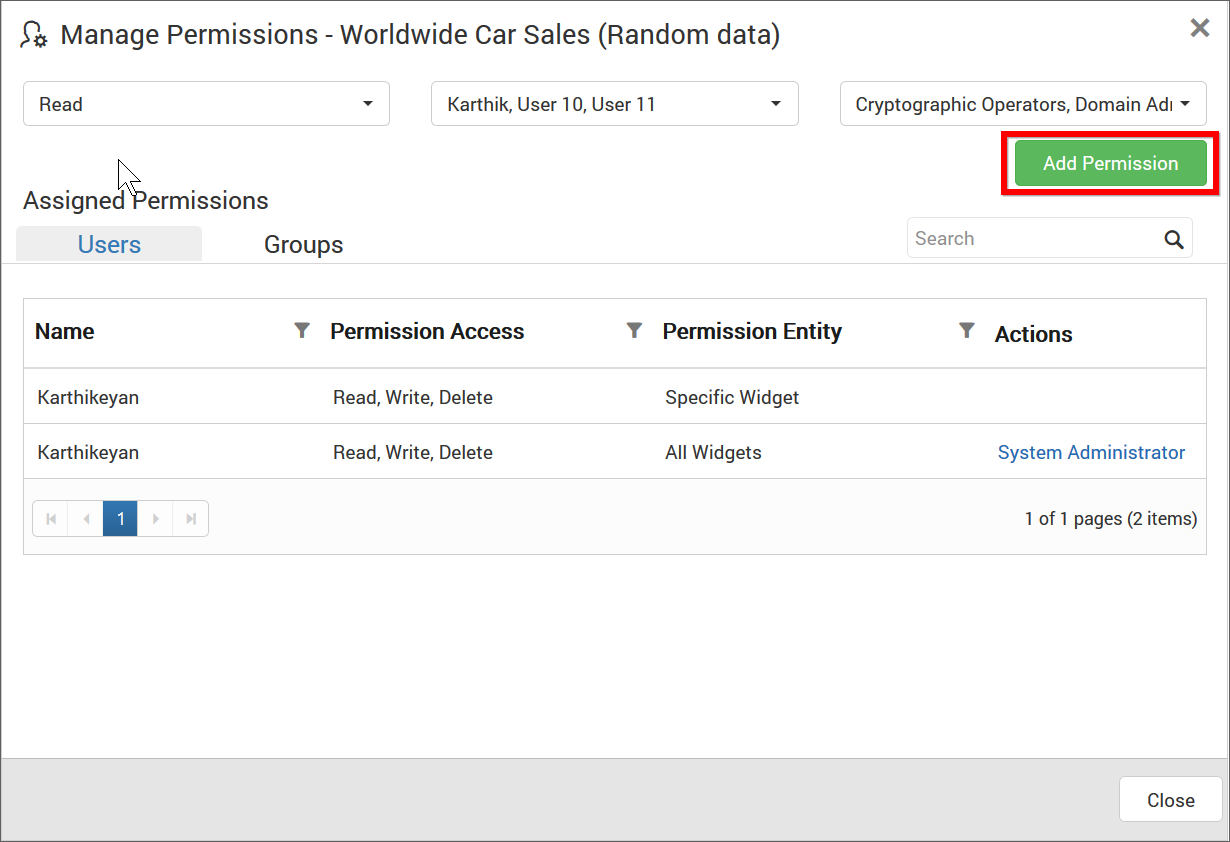 Manage Permissions - Worldwide Car Sales (Random data)
Read
Karthik, User 10, User 11
Cryptographic Operators, Domain
Add Permission
Assigned Permissions
Users Groups
Search
Name Permission Access Permission Entity Actions
Karthikeyan Read, Write, Delete Specific Widget
Karthikeyan Read, Write, Delete All Widgets System Administrator
1
1 of 1 pages (2 items)
Close